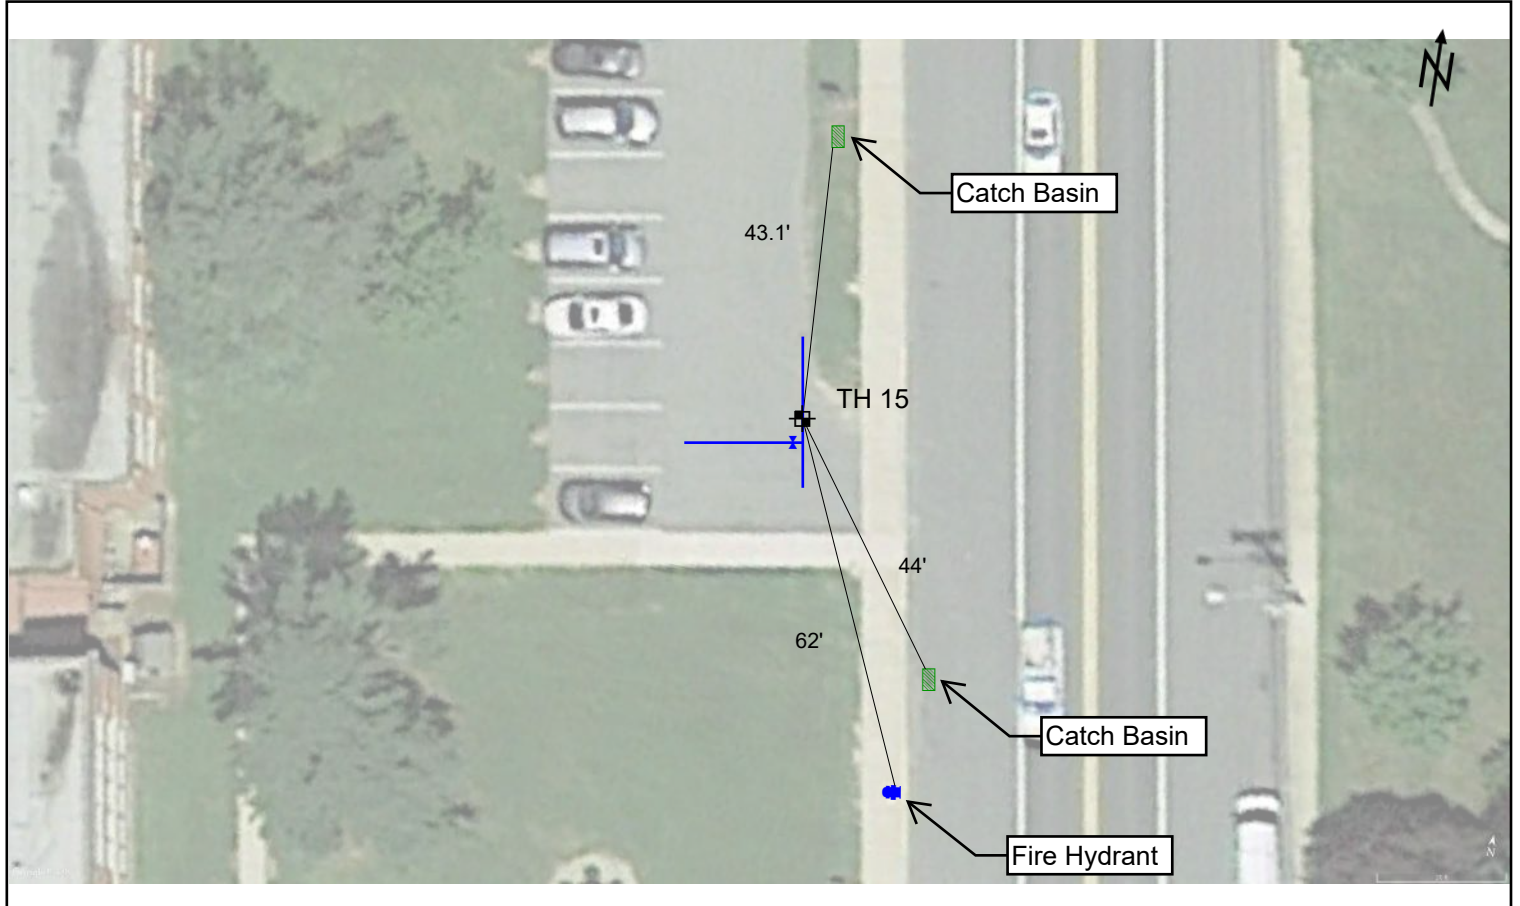 Catch Basin
43.1'
TH 15
44'
62'
Catch Basin
Fire Hydrant
N